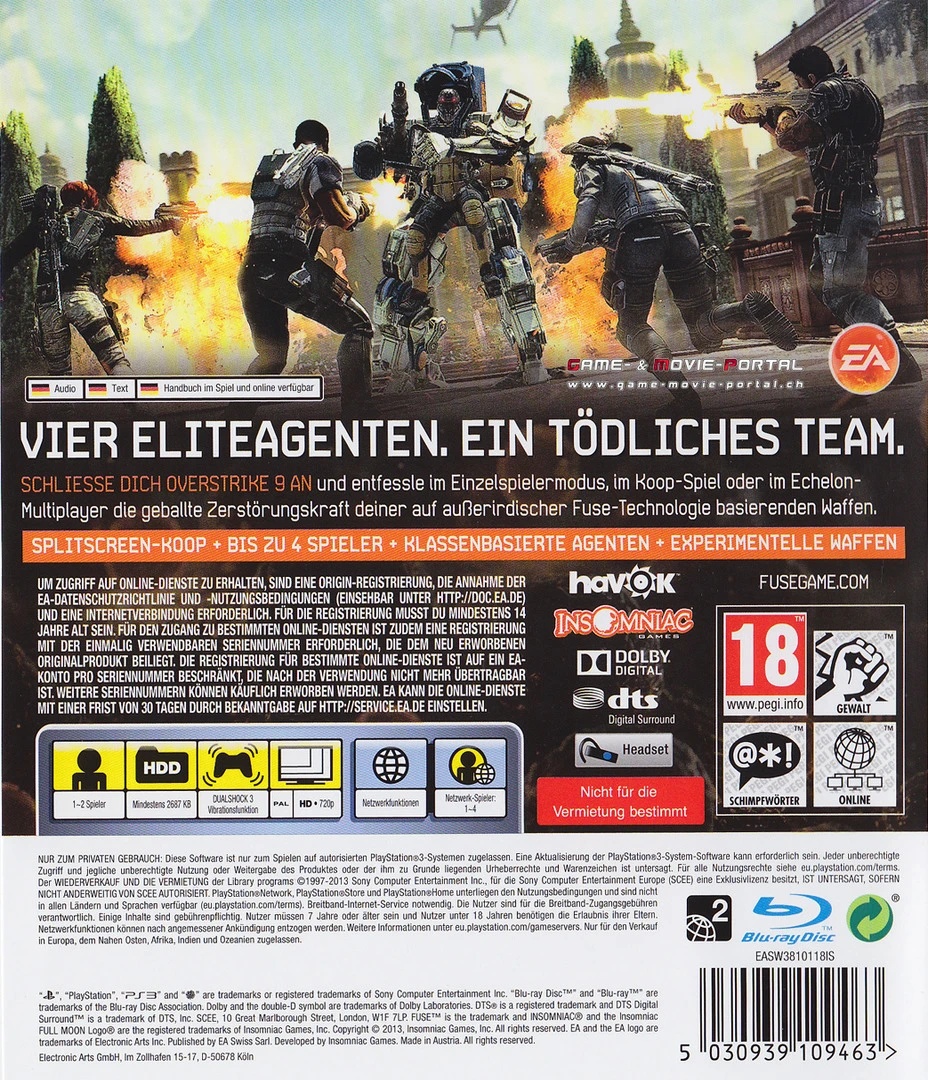 EA
GAME- & MOVIE-PORTAL
www.game-movie-portal.ch
Audio
Text
Handbuch im Spiel und online verfügbar
VIER ELITEAGENTEN. EIN TÖDLICHES TEAM.
SCHLIESSE DICH OVERSTRIKE 9 AN und entfessle im Einzelspielermodus, im Koop-Spiel oder im Echelon-
Multiplayer die geballte Zerstörungskraft deiner auf außerirdischer Fuse-Technologie basierenden Waffen.
SPLITSCREEN-KOOP + BIS ZU 4 SPIELER + KLASSENBASIERTE AGENTEN + EXPERIMENTELLE WAFFEN
UM ZUGRIFF AUF ONLINE-DIENSTE ZU ERHALTEN, SIND EINE ORIGIN-REGISTRIERUNG, DIE ANNAHME DER
EA-DATENSCHUTZRICHTLINIE UND -NUTZUNGSBEDINGUNGEN (EINSEHBAR UNTER HTTP://DOC.EA.DE)
UND EINE INTERNETVERBINDUNG ERFORDERLICH. FÜR DIE REGISTRIERUNG MUSST DU MINDESTENS 14
JAHRE ALT SEIN. FÜR DEN ZUGANG ZU BESTIMMTEN ONLINE-DIENSTEN IST ZUDEM EINE REGISTRIERUNG
MIT DER EINMALIG VERWENDBAREN SERIENNUMMER ERFORDERLICH, DIE DEM NEU ERWORBENEN
ORIGINALPRODUKT BEILIEGT. DIE REGISTRIERUNG FÜR BESTIMMTE ONLINE-DIENSTE IST AUF EIN EA-
KONTO PRO SERIENNUMMER BESCHRÄNKT, DIE NACH DER VERWENDUNG NICHT MEHR ÜBERTRAGBAR
IST. WEITERE SERIENNUMMERN KÖNNEN KÄUFLICH ERWORBEN WERDEN. EA KANN DIE ONLINE-DIENSTE
MIT EINER FRIST VON 30 TAGEN DURCH BEKANNTGABE AUF HTTP://SERVICE.EA.DE EINSTELLEN.
havok™
INSOMNIAC
GAMES
DOLBY
DIGITAL
dts
Digital Surround
Headset
Nicht für die
Vermietung bestimmt
FUSEGAME.COM
18
www.pegi.info
GEWALT
@*!
SCHIMPFWÖRTER
ONLINE
1-2 Spieler
HDD
Mindestens 2687 KB
DUALSHOCK 3
Vibrationsfunktion
PAL
HD • 720p
Netzwerkfunktionen
Netzwerk-Spieler:
1-4
NUR ZUM PRIVATEN GEBRAUCH: Diese Software ist nur zum Spielen auf autorisierten PlayStation®3-Systemen zugelassen. Eine Aktualisierung der PlayStation®3-System-Software kann erforderlich sein. Jeder unberechtigte
Zugriff und jegliche unberechtigte Nutzung oder Weitergabe des Produktes oder der ihm zu Grunde liegenden Urheberrechte und Warenzeichen ist untersagt. Für alle Nutzungsrechte siehe eu.playstation.com/terms.
Der WIEDERVERKAUF UND DIE VERMIETUNG der Library programs ©1997-2013 Sony Computer Entertainment Inc., für die Sony Computer Entertainment Europe (SCEE) eine Exklusivlizenz besitzt, IST UNTERSAGT, SOFERN
NICHT ANDERWEITIG VON SCEE AUTORISIERT. PlayStation®Network, PlayStation®Store und PlayStation®Home unterliegen den Nutzungsbedingungen und sind nicht
in allen Ländern und Sprachen verfügbar (eu.playstation.com/terms). Breitband-Internet-Service notwendig. Die Nutzer sind für die Breitband-Zugangsgebühren
verantwortlich. Einige Inhalte sind gebührenpflichtig. Nutzer müssen 7 Jahre oder älter sein und Nutzer unter 18 Jahren benötigen die Erlaubnis ihrer Eltern.
Netzwerkfunktionen können nach angemessener Ankündigung entzogen werden. Weitere Informationen unter eu.playstation.com/gameservers. Nur für den Verkauf
in Europa, dem Nahen Osten, Afrika, Indien und Ozeanien zugelassen.
2
Blu-ray Disc™
EASW3810118IS
", "PlayStation", "PS3" and " " are trademarks or registered trademarks of Sony Computer Entertainment Inc. "Blu-ray Disc™" and "Blu-ray™" are
trademarks of the Blu-ray Disc Association. Dolby and the double-D symbol are trademarks of Dolby Laboratories. DTS® is a registered trademark and DTS Digital
Surround™ is a trademark of DTS, Inc. SCEE, 10 Great Marlborough Street, London, W1F 7LP. FUSE™ is the trademark and INSOMNIAC® and the Insomniac
FULL MOON Logo® are the registered trademarks of Insomniac Games, Inc. Copyright © 2013, Insomniac Games, Inc. All rights reserved. EA and the EA logo are
trademarks of Electronic Arts Inc. Published by EA Swiss Sarl. Developed by Insomniac Games. Made in Austria. All rights reserved.
Electronic Arts GmbH, Im Zollhafen 15-17, D-50678 Köln
5 030939 109463 >